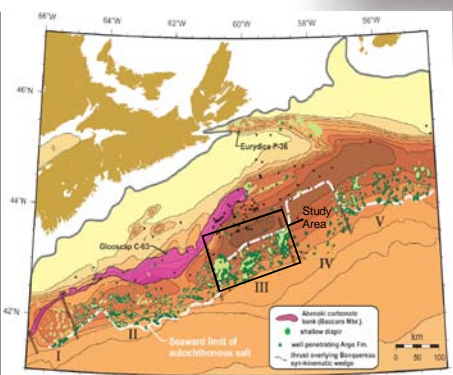 66°W
64°W
62°W
60°W
58°W
56°W
46°N
Eurydice P-36
44°N
Study
Area
Glooscap C-63
V
IV
III
42°N
II
I
Seaward limit of
autochthonous salt
Abenaki carbonate
bank (Baccaro Mbr.)
shallow diapir
well penetrating Argo Fm.
thrust overlying Banquereau
syn-kinematic wedge
km
0
50
100